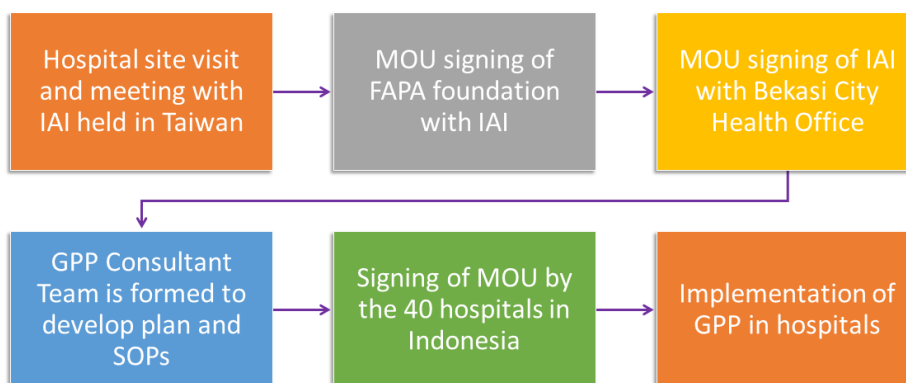 Hospital site visit
and meeting with
IAI held in Taiwan
MOU signing of
FAPA foundation
with IAI
MOU signing of IAI
with Bekasi City
Health Office
GPP Consultant
Team is formed to
develop plan and
SOPs
Signing of MOU by
the 40 hospitals in
Indonesia
Implementation of
GPP in hospitals